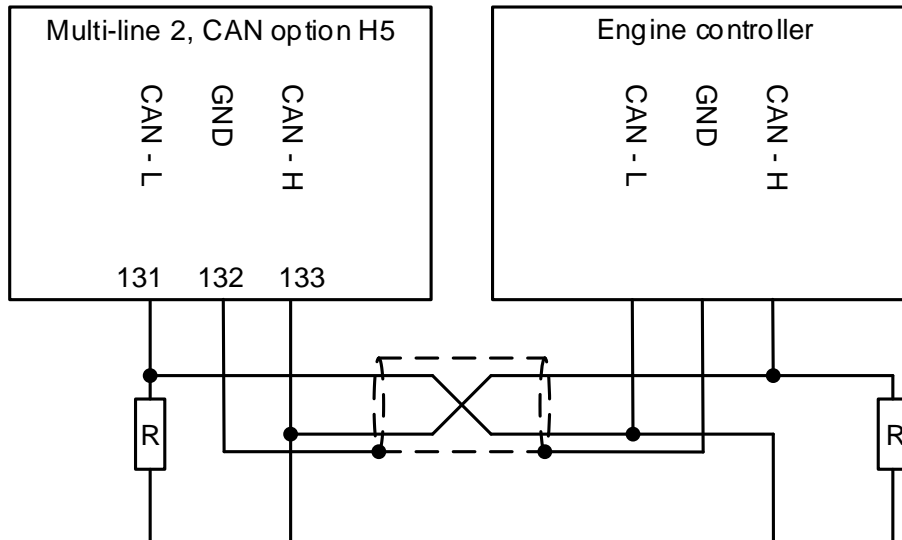 Multi-line 2, CAN option H5
CAN - L
GND
CAN - H
131
132
133
R
Engine controller
CAN - L
GND
CAN - H
R